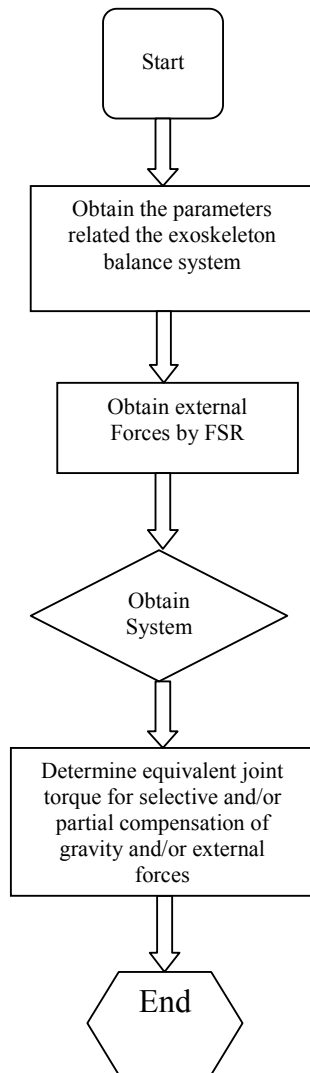 Start
Obtain the parameters
related the exoskeleton
balance system
Obtain external
Forces by FSR
Obtain
System
Determine equivalent joint
torque for selective and/or
partial compensation of
gravity and/or external
forces
End